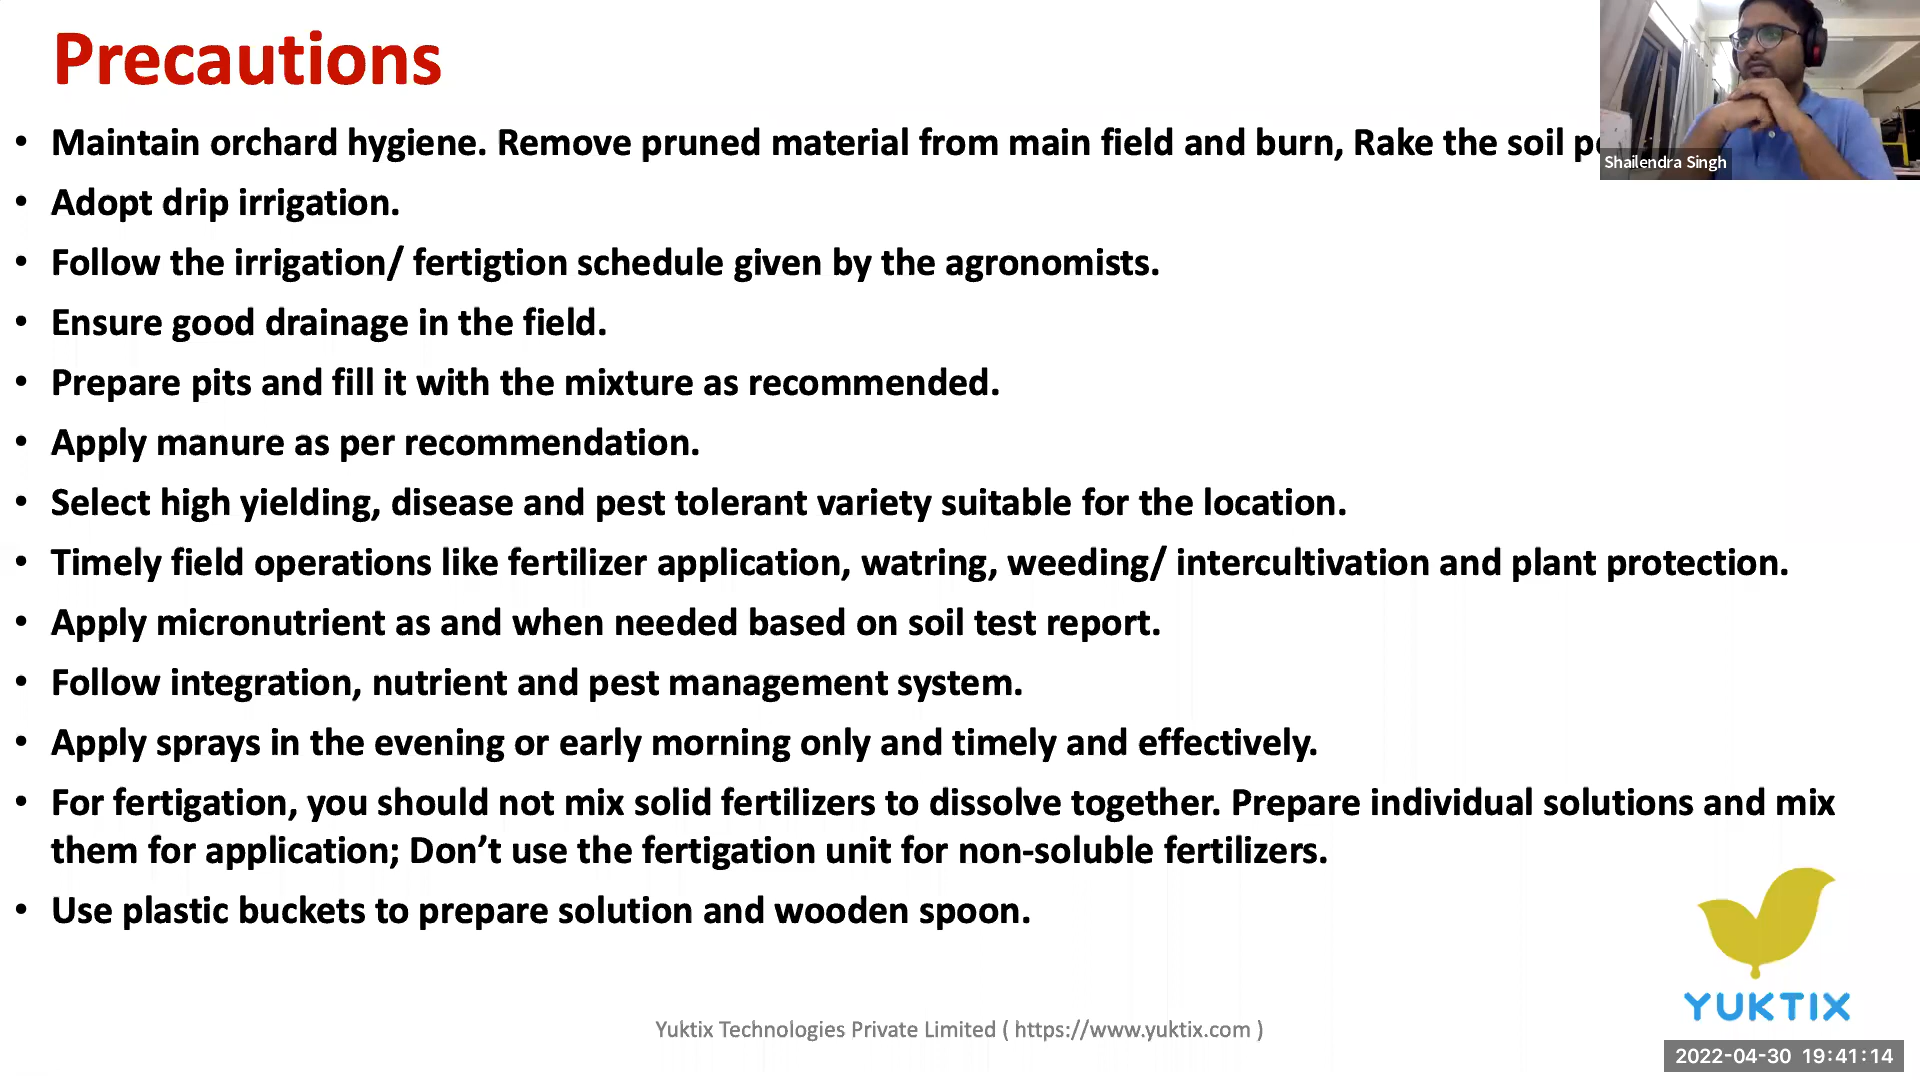 Precautions
• Maintain orchard hygiene. Remove pruned material from main field and burn, Rake the soil
Shailendra Singh
• Adopt drip irrigation.
• Follow the irrigation/ fertigtion schedule given by the agronomists.
• Ensure good drainage in the field.
• Prepare pits and fill it with the mixture as recommended.
• Apply manure as per recommendation.
• Select high yielding, disease and pest tolerant variety suitable for the location.
• Timely field operations like fertilizer application, watring, weeding/ intercultivation and plant protection.
• Apply micronutrient as and when needed based on soil test report.
• Follow integration, nutrient and pest management system.
• Apply sprays in the evening or early morning only and timely and effectively.
• For fertigation, you should not mix solid fertilizers to dissolve together. Prepare individual solutions and mix
them for application; Don’t use the fertigation unit for non-soluble fertilizers.
• Use plastic buckets to prepare solution and wooden spoon.
YUKTIX
Yuktix Technologies Private Limited ( https://www.yuktix.com )
2022-04-30 19:41:14